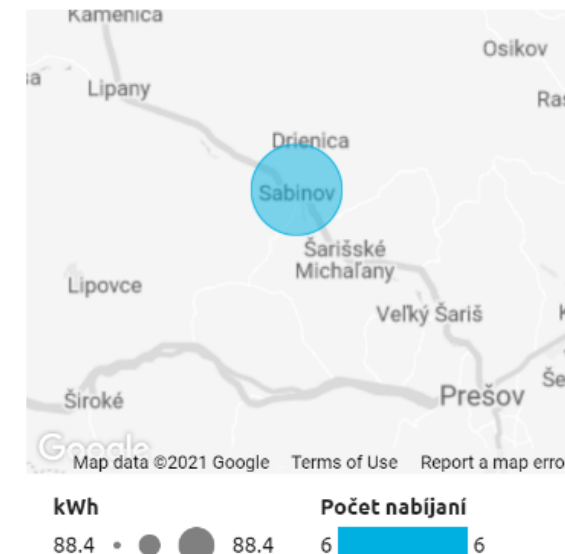 Kamenica
Osikov
Lipany
Drienica
Sabinov
Šarišské
Michaľany
Lipovce
Veľký Šariš
Široké
Prešov
Google
Map data ©2021 Google Terms of Use Report a map erro
kWh Počet nabíjaní
88.4 88.4 6 6